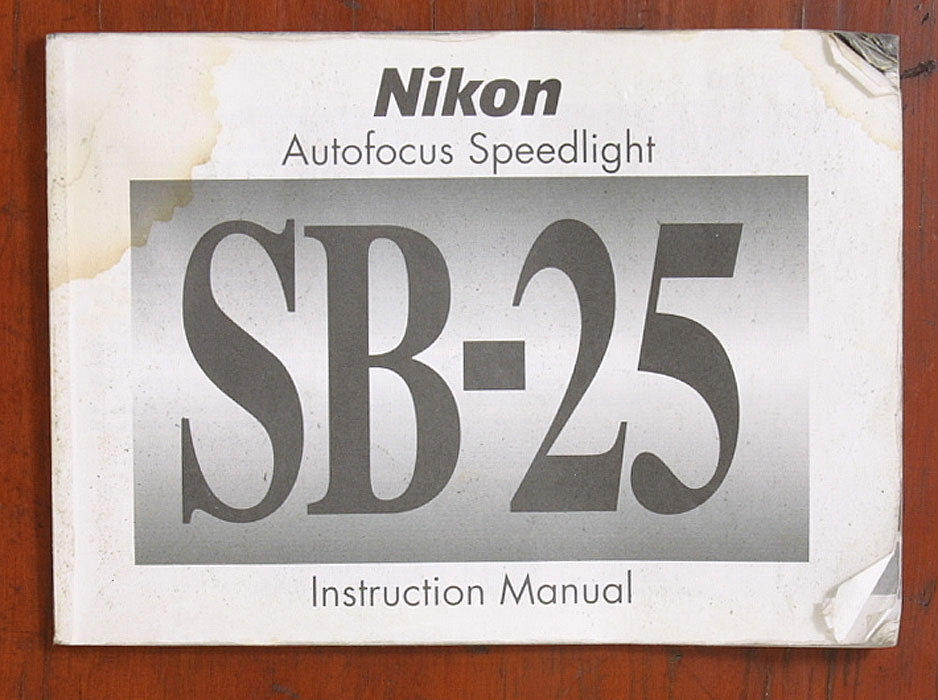 Nikon
Autofocus Speedlight
SB-25
Instruction Manual